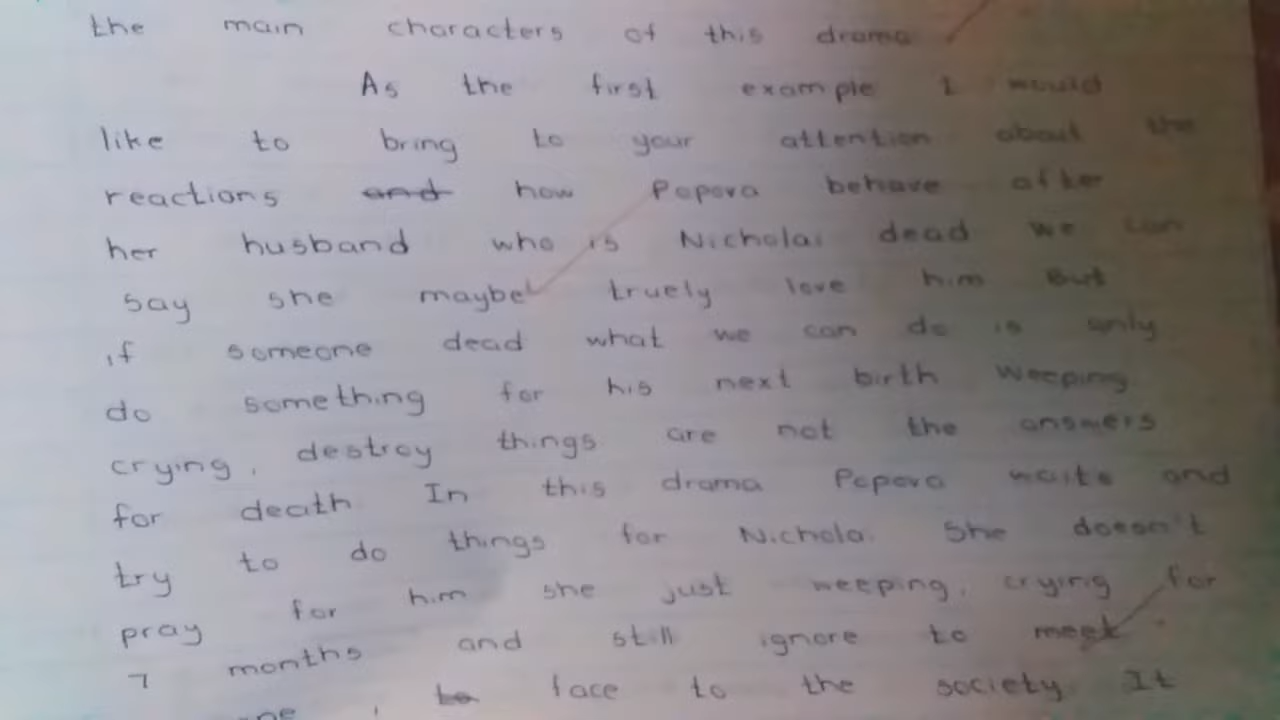 the main characters of this drama
As the first example I would
like to bring to your attention about the
reactions and how Popova behave after
her husband who is Nicholai dead we can
say she maybe truely love him But
if someone dead what we can do is only
do something for his next birth Weeping
crying, destroy things are not the answers
for death In this drama Popova waits and
try to do things for Nichola. She doesn't
pray for him she just weeping, crying for
7 months and still ignore to meet
to face to the society. It